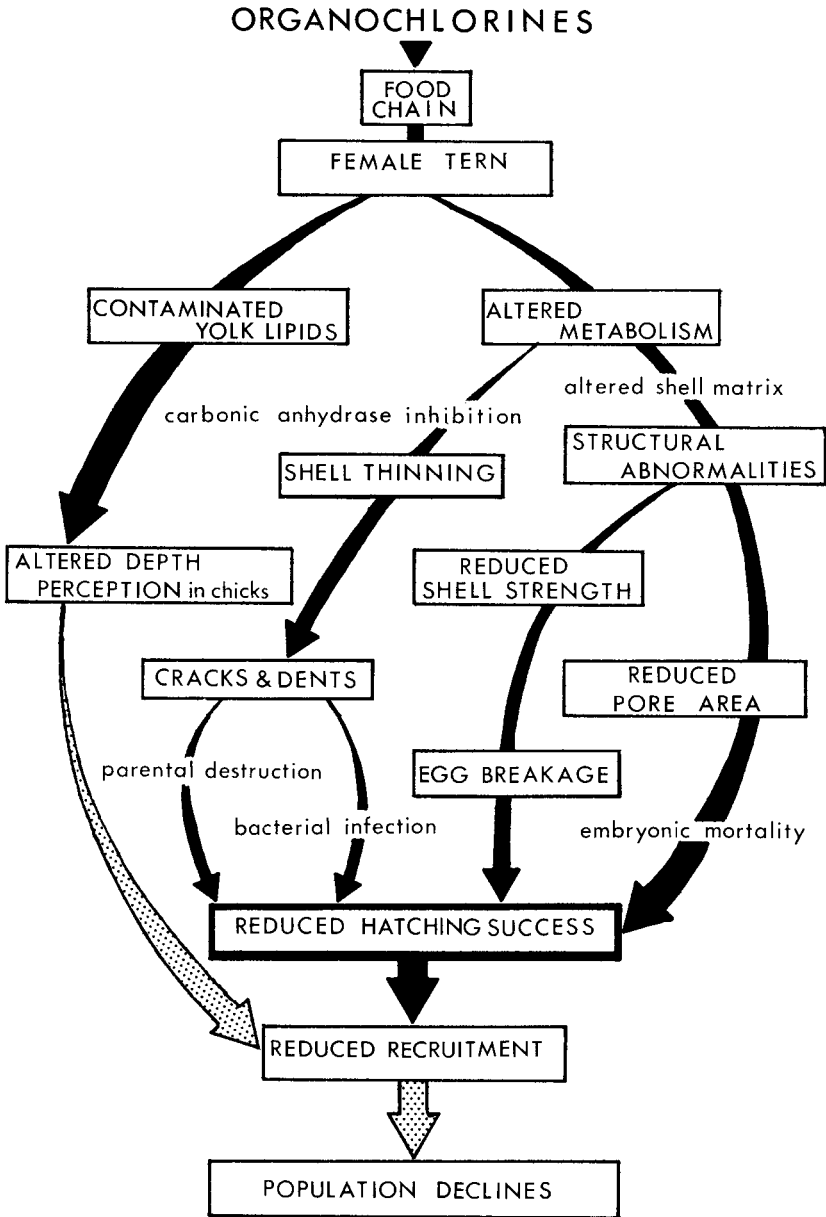 ORGANOCHLORINES
FOOD
CHAIN
FEMALE TERN
CONTAMINATED
YOLK LIPIDS
ALTERED
METABOLISM
altered shell matrix
carbonic anhydrase inhibition
STRUCTURAL
ABNORMALITIES
SHELL THINNING
ALTERED DEPTH
PERCEPTION in chicks
REDUCED
SHELL STRENGTH
CRACKS & DENTS
REDUCED
PORE AREA
parental destruction
EGG BREAKAGE
bacterial infection
embryonic mortality
REDUCED HATCHING SUCCESS
REDUCED RECRUITMENT
POPULATION DECLINES